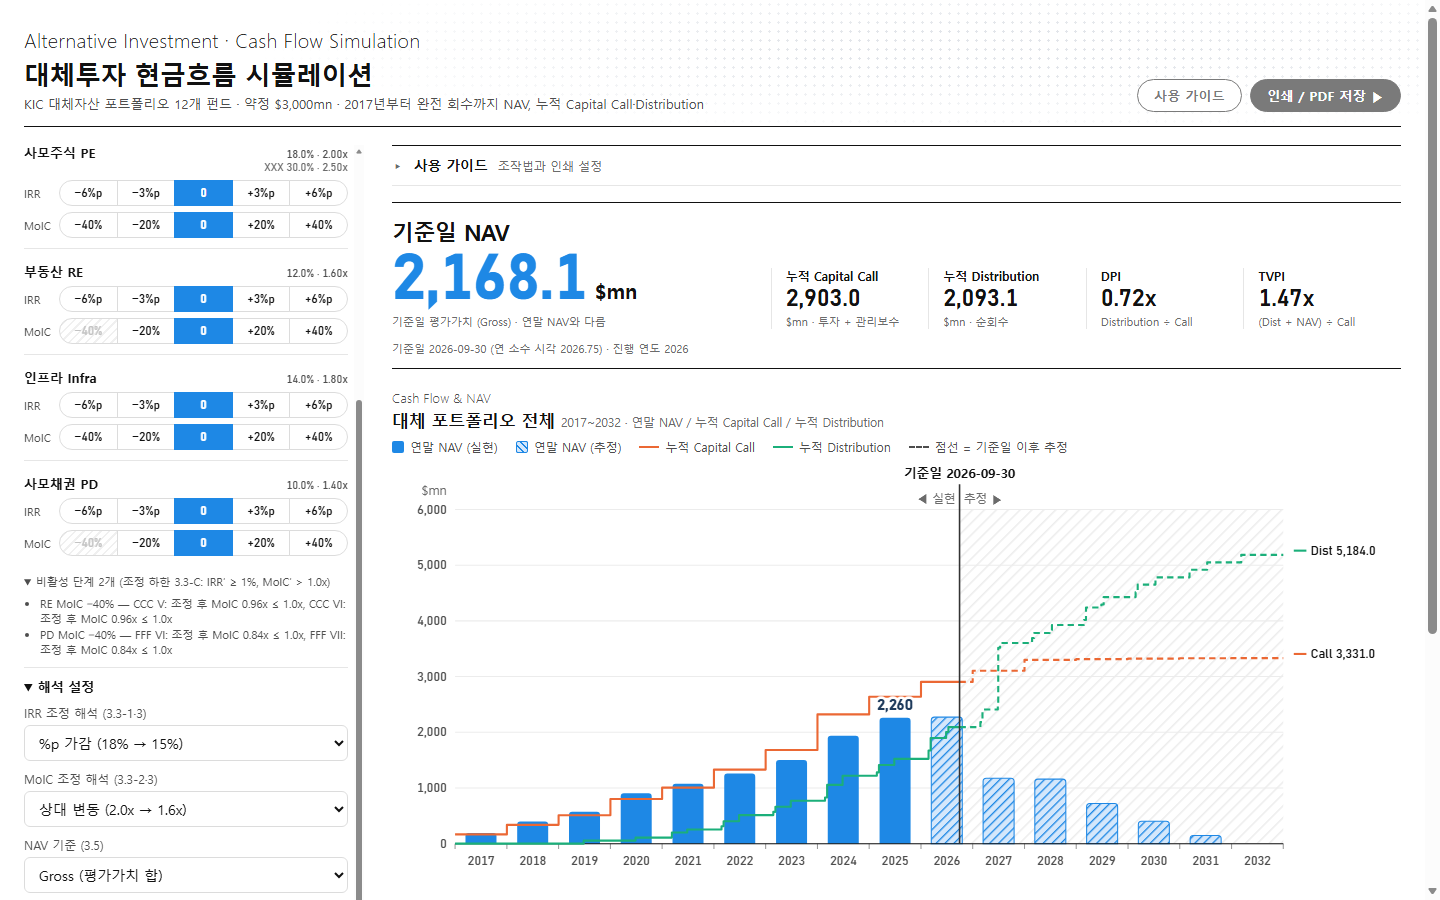 Alternative Investment · Cash Flow Simulation
대체투자 현금흐름 시뮬레이션
KIC 대체자산 포트폴리오 12개 펀드 · 약정 $3,000mn · 2017년부터 완전 회수까지 NAV, 누적 Capital Call·Distribution
사용 가이드
인쇄 / PDF 저장 ▶
사모주식 PE
18.0% · 2.00x
XXX 30.0% · 2.50x
IRR −6%p −3%p 0 +3%p +6%p
MoIC −40% −20% 0 +20% +40%
부동산 RE
12.0% · 1.60x
IRR −6%p −3%p 0 +3%p +6%p
MoIC −40% −20% 0 +20% +40%
인프라 Infra
14.0% · 1.80x
IRR −6%p −3%p 0 +3%p +6%p
MoIC −40% −20% 0 +20% +40%
사모채권 PD
10.0% · 1.40x
IRR −6%p −3%p 0 +3%p +6%p
MoIC −40% −20% 0 +20% +40%
▼ 비활성 단계 2개 (조정 하한 3.3-C: IRR' ≥ 1%, MoIC' > 1.0x)
• RE MoIC −40% — CCC V: 조정 후 MoIC 0.96x ≤ 1.0x, CCC VI:
조정 후 MoIC 0.96x ≤ 1.0x
• PD MoIC −40% — FFF VI: 조정 후 MoIC 0.84x ≤ 1.0x, FFF VII:
조정 후 MoIC 0.84x ≤ 1.0x
▼ 해석 설정
IRR 조정 해석 (3.3-1·3)
%p 가감 (18% → 15%)
MoIC 조정 해석 (3.3-2·3)
상대 변동 (2.0x → 1.6x)
NAV 기준 (3.5)
Gross (평가가치 합)
▸ 사용 가이드 조작법과 인쇄 설정
기준일 NAV
2,168.1 $mn
기준일 평가가치 (Gross) · 연말 NAV와 다름
기준일 2026-09-30 (연 소수 시각 2026.75) · 진행 연도 2026
누적 Capital Call
2,903.0
$mn · 투자 + 관리보수
누적 Distribution
2,093.1
$mn · 순회수
DPI
0.72x
Distribution ÷ Call
TVPI
1.47x
(Dist + NAV) ÷ Call
Cash Flow & NAV
대체 포트폴리오 전체 2017~2032 · 연말 NAV / 누적 Capital Call / 누적 Distribution
연말 NAV (실현) 연말 NAV (추정) 누적 Capital Call 누적 Distribution 점선 = 기준일 이후 추정
기준일 2026-09-30
◀ 실현 추정 ▶
$mn
6,000
5,000
4,000
3,000
2,000
1,000
0
2,260
Dist 5,184.0
Call 3,331.0
2017 2018 2019 2020 2021 2022 2023 2024 2025 2026 2027 2028 2029 2030 2031 2032